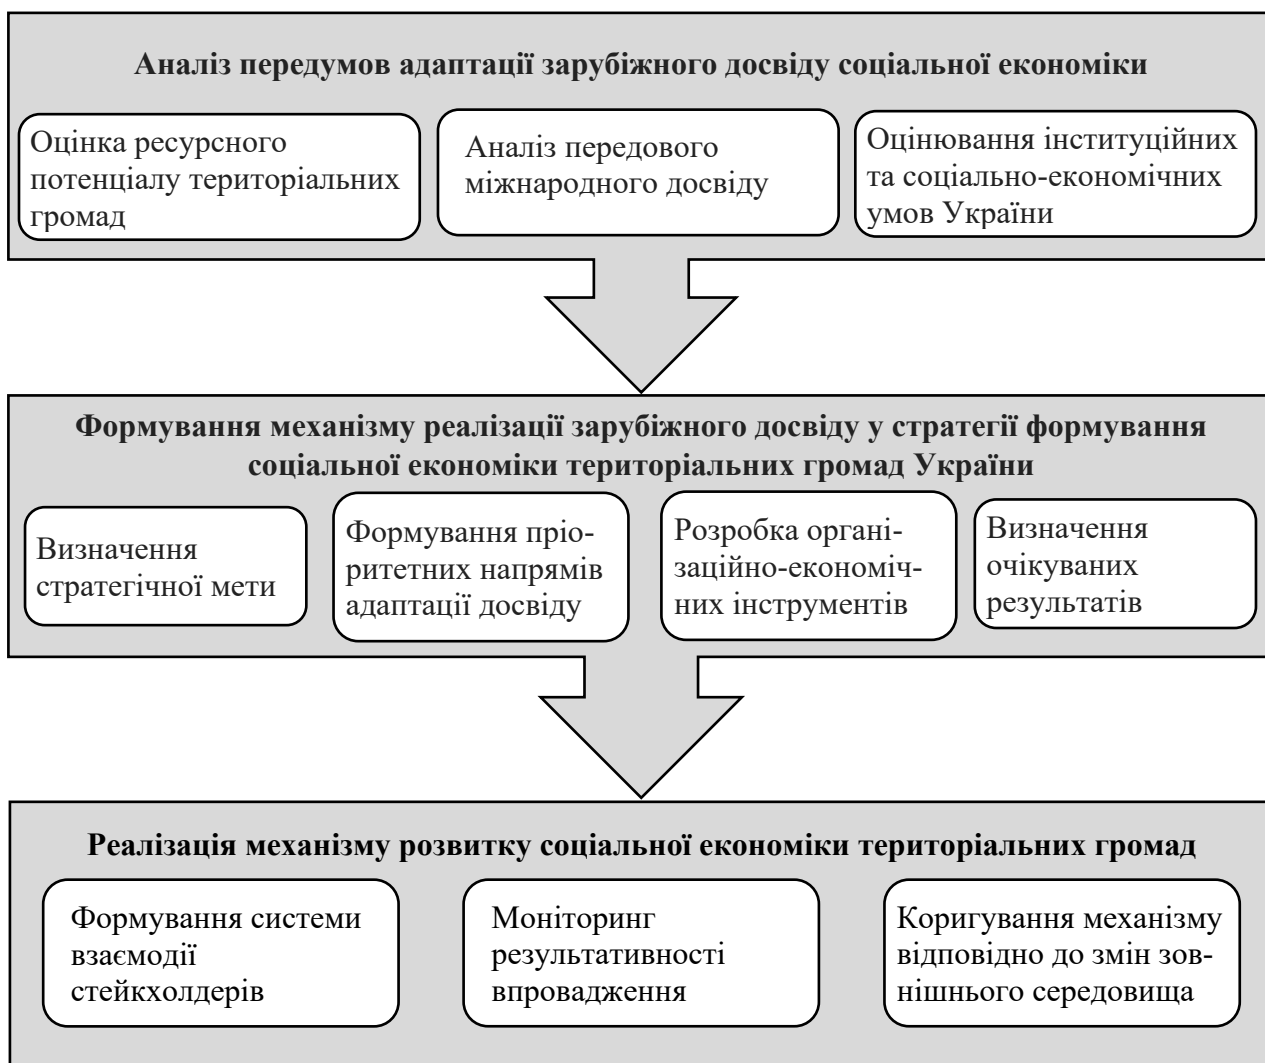 Аналіз передумов адаптації зарубіжного досвіду соціальної економіки
Оцінка ресурсного
потенціалу територіальних
громад
Аналіз передового
міжнародного досвіду
Оцінювання інституційних
та соціально-економічних
умов України
Формування механізму реалізації зарубіжного досвіду у стратегії формування
соціальної економіки територіальних громад України
Визначення
стратегічної мети
Формування пріо-
ритетних напрямів
адаптації досвіду
Розробка органі-
заційно-економіч-
них інструментів
Визначення
очікуваних
результатів
Реалізація механізму розвитку соціальної економіки територіальних громад
Формування системи
взаємодії
стейкхолдерів
Моніторинг
результативності
впровадження
Коригування механізму
відповідно до змін зов-
нішнього середовища